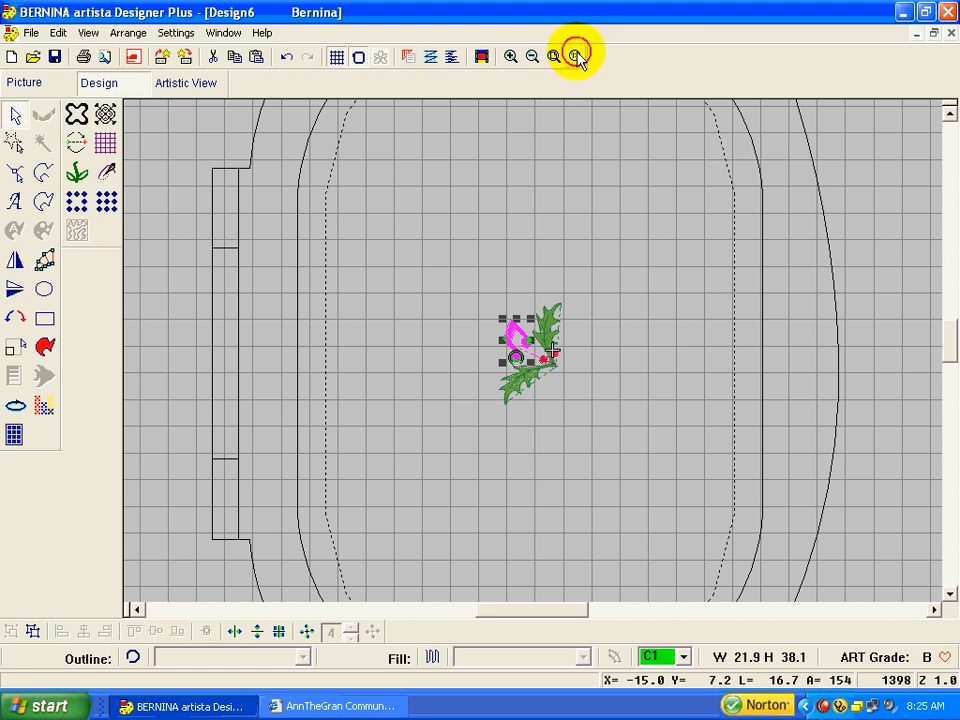 BERNINA artista Designer Plus - [Design6 Bernina]
File Edit View Arrange Settings Window Help
Picture Design Artistic View
4
Outline: Fill: C1 W 21.9 H 38.1 ART Grade: B
X= -15.0 Y= 7.2 L= 16.7 A= 154 1398 Z 1.0
start BERNINA artista Desi... AnnTheGran Commun... Norton 8:25 AM